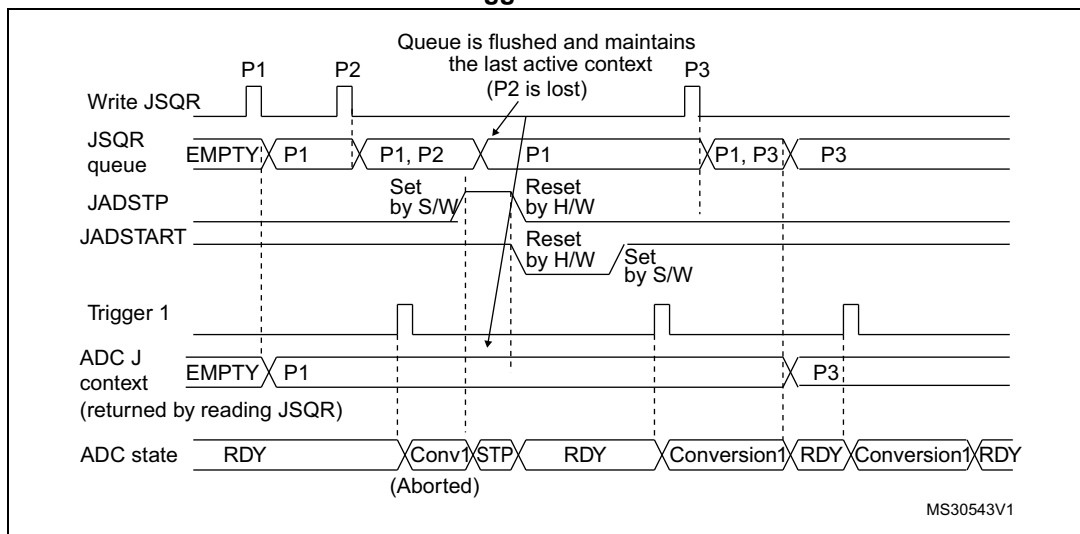 gg
Queue is flushed and maintains
the last active context
(P2 is lost)
P1
P2
P3
Write JSQR
JSQR
queue
EMPTY
P1
P1, P2
P1
P1, P3
P3
Set
by S/W
Reset
by H/W
JADSTP
JADSTART
Reset
by H/W
Set
by S/W
Trigger 1
ADC J
context
EMPTY
P1
P3
(returned by reading JSQR)
ADC state
RDY
Conv1
STP
RDY
Conversion1
RDY
Conversion1
RDY
(Aborted)
MS30543V1